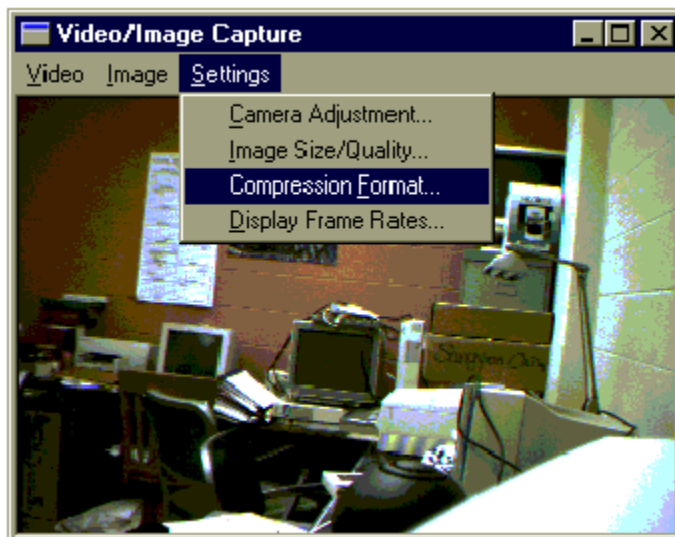 Video/Image Capture
Video Image Settings
Camera Adjustment...
Image Size/Quality...
Compression Format...
Display Frame Rates...